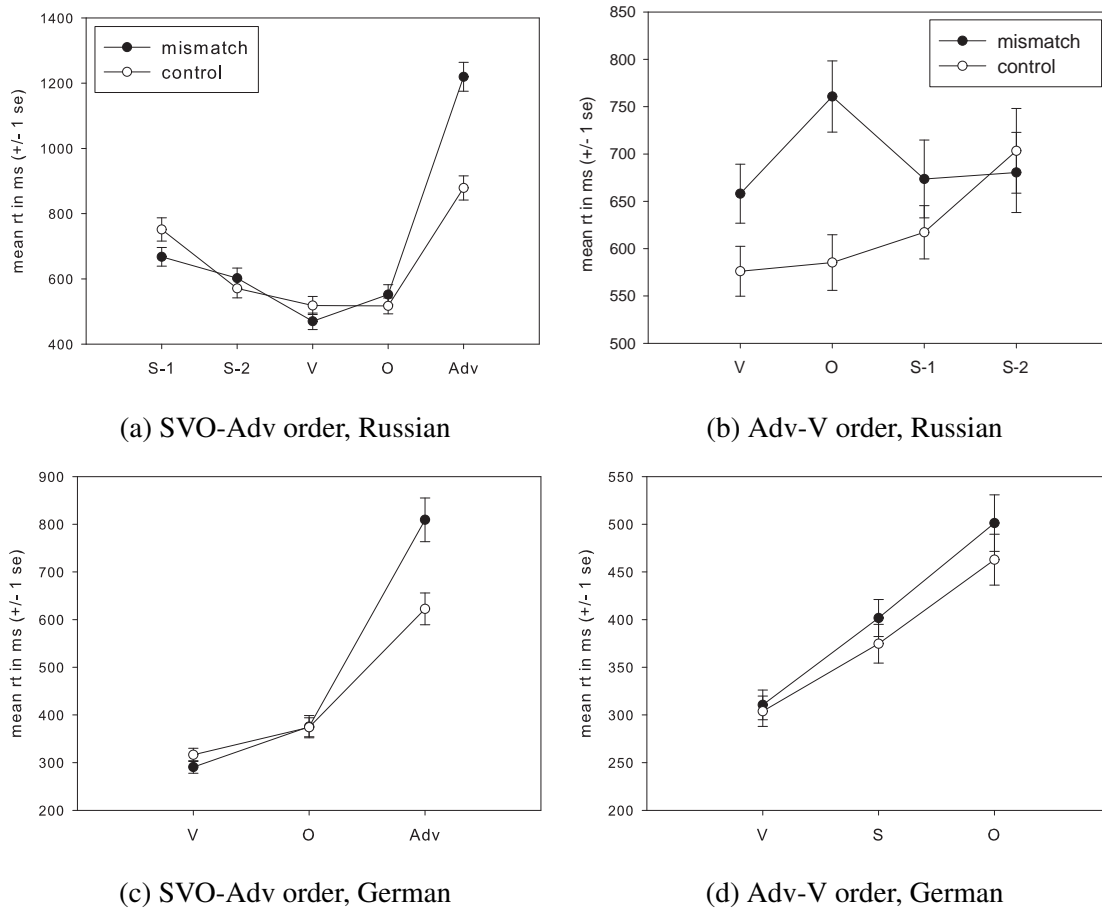 mean rt in ms (+/- 1 se)
1400
1200
1000
800
600
400
mismatch
control
S-1 S-2 V O Adv
(a) SVO-Adv order, Russian
mean rt in ms (+/- 1 se)
850
800
750
700
650
600
550
500
mismatch
control
V O S-1 S-2
(b) Adv-V order, Russian
mean rt in ms (+/- 1 se)
900
800
700
600
500
400
300
200
V O Adv
(c) SVO-Adv order, German
mean rt in ms (+/- 1 se)
550
500
450
400
350
300
250
200
V S O
(d) Adv-V order, German